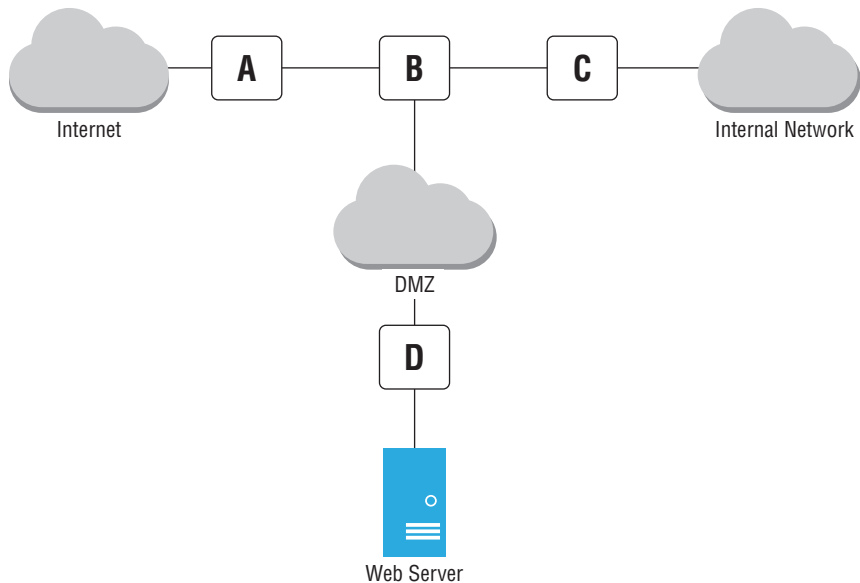 A
B
C
Internet
Internal Network
DMZ
D
Web Server